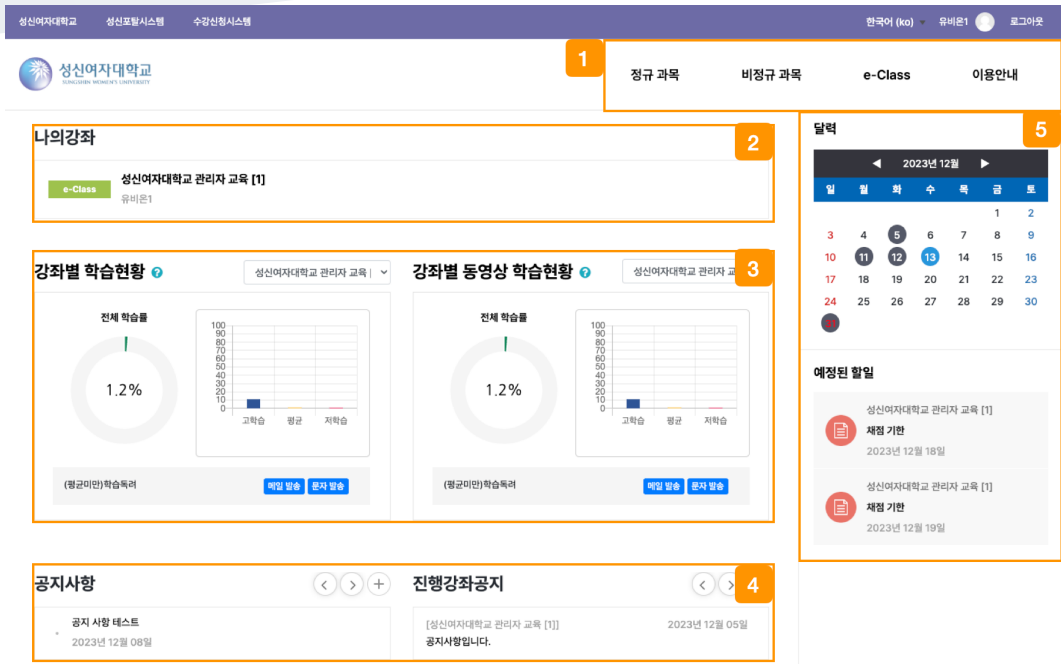 성신여자대학교 성신포탈시스템 수강신청시스템 한국어 (ko) 유비온1 로그아웃
성신여자대학교
SUNGSHIN WOMEN'S UNIVERSITY
1
정규 과목 비정규 과목 e-Class 이용안내
나의강좌
2
e-Class
성신여자대학교 관리자 교육 [1]
유비온1
강좌별 학습현황
성신여자대학교 관리자 교육 [
전체 학습률
1.2%
100
90
80
70
60
50
40
30
20
10
0
고학습 평균 저학습
(평균미만)학습독려 메일 발송 문자 발송
강좌별 동영상 학습현황
성신여자대학교 관리자 교
3
전체 학습률
1.2%
100
90
80
70
60
50
40
30
20
10
0
고학습 평균 저학습
(평균미만)학습독려 메일 발송 문자 발송
공지사항
공지 사항 테스트
2023년 12월 08일
진행강좌공지
4
[성신여자대학교 관리자 교육 [1]] 2023년 12월 05일
공지사항입니다.
달력
5
2023년 12월
일 월 화 수 목 금 토
1 2
3 4 5 6 7 8 9
10 11 12 13 14 15 16
17 18 19 20 21 22 23
24 25 26 27 28 29 30
31
예정된 할일
성신여자대학교 관리자 교육 [1]
채점 기한
2023년 12월 18일
성신여자대학교 관리자 교육 [1]
채점 기한
2023년 12월 19일